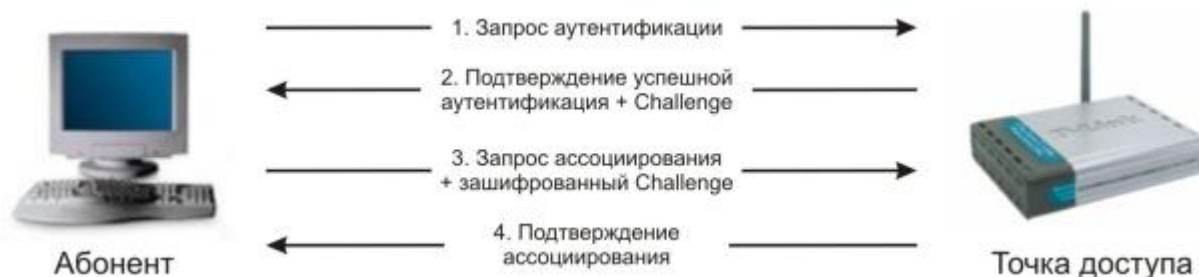 1. Запрос аутентификации
2. Подтверждение успешной
аутентификация + Challenge
3. Запрос ассоциирования
+ зашифрованный Challenge
4. Подтверждение
ассоциирования
Абонент
Точка доступа